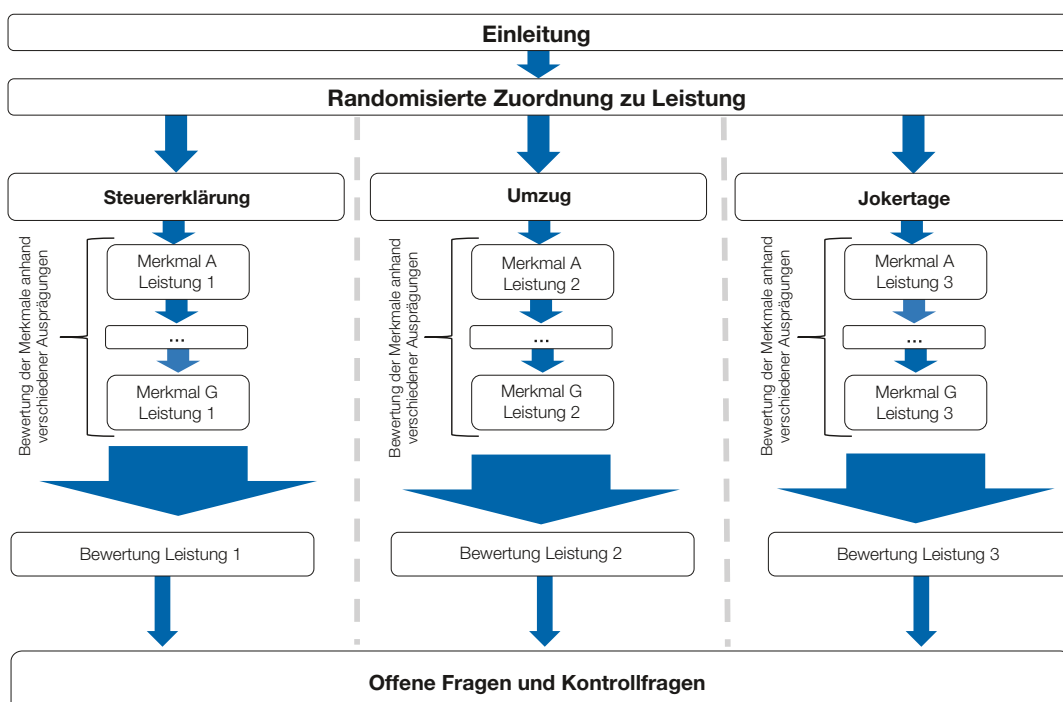 Einleitung
Randomisierte Zuordnung zu Leistung
Steuererklärung
Bewertung der Merkmale anhand
verschiedener Ausprägungen
Merkmal A
Leistung 1
...
Merkmal G
Leistung 1
Bewertung Leistung 1
Umzug
Bewertung der Merkmale anhand
verschiedener Ausprägungen
Merkmal A
Leistung 2
...
Merkmal G
Leistung 2
Bewertung Leistung 2
Jokertage
Bewertung der Merkmale anhand
verschiedener Ausprägungen
Merkmal A
Leistung 3
...
Merkmal G
Leistung 3
Bewertung Leistung 3
Offene Fragen und Kontrollfragen